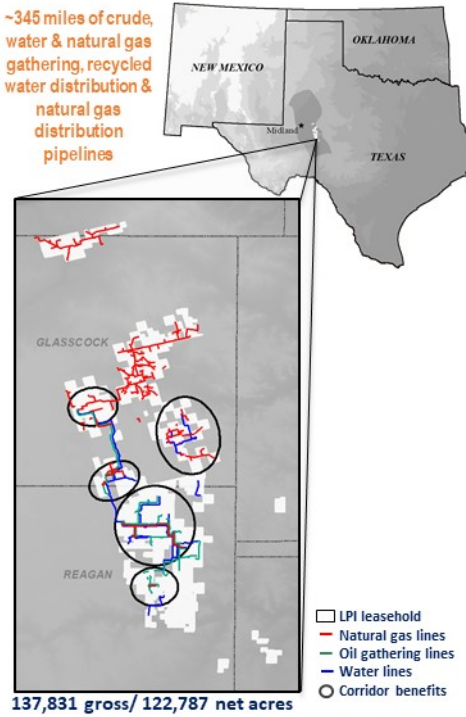 ~345 miles of crude,
water & natural gas
gathering, recycled
water distribution &
natural gas
distribution
pipelines
OKLAHOMA
NEW MEXICO
Midland
TEXAS
GLASSCOCK
REAGAN
LPI leasehold
Natural gas lines
Oil gathering lines
Water lines
Corridor benefits
137,831 gross/ 122,787 net acres